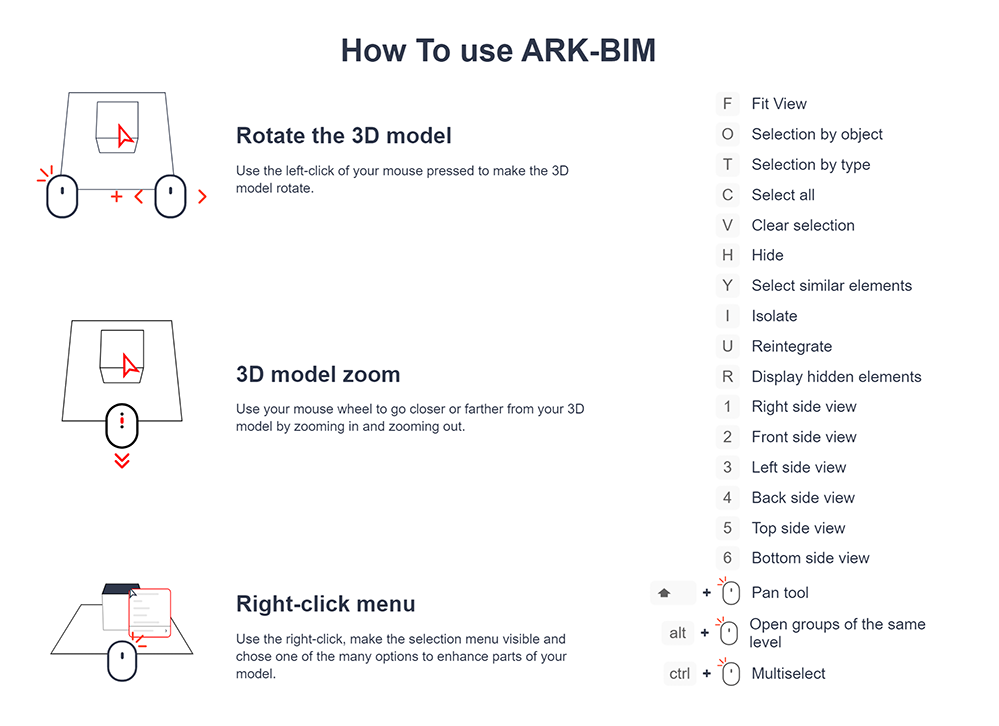 How To use ARK-BIM
Rotate the 3D model
Use the left-click of your mouse pressed to make the 3D
model rotate.
3D model zoom
Use your mouse wheel to go closer or farther from your 3D
model by zooming in and zooming out.
Right-click menu
Use the right-click, make the selection menu visible and
chose one of the many options to enhance parts of your
model.
F Fit View
O Selection by object
T Selection by type
C Select all
V Clear selection
H Hide
Y Select similar elements
I Isolate
U Reintegrate
R Display hidden elements
1 Right side view
2 Front side view
3 Left side view
4 Back side view
5 Top side view
6 Bottom side view
+ Pan tool
alt + Open groups of the same
level
ctrl + Multiselect